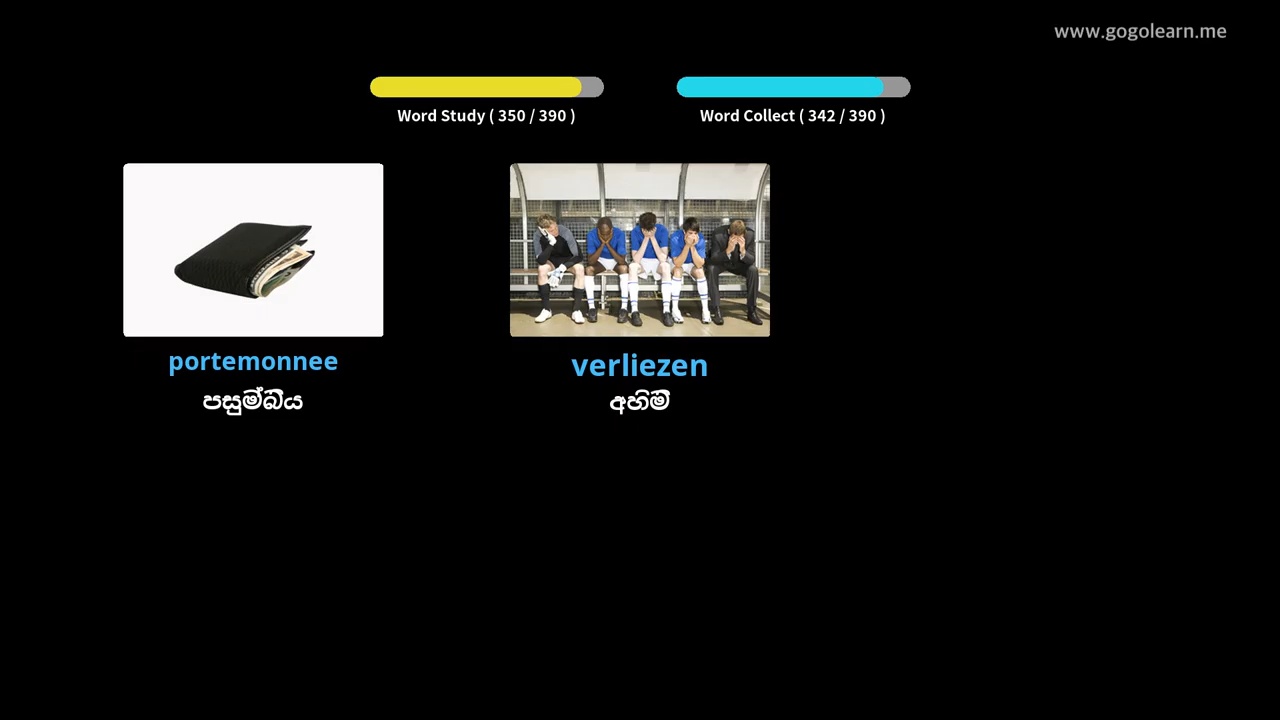 www.gogolearn.me
Word Study ( 350 / 390 )
Word Collect ( 342 / 390 )
portemonnee
පසුම්බිය
verliezen
අහිමි